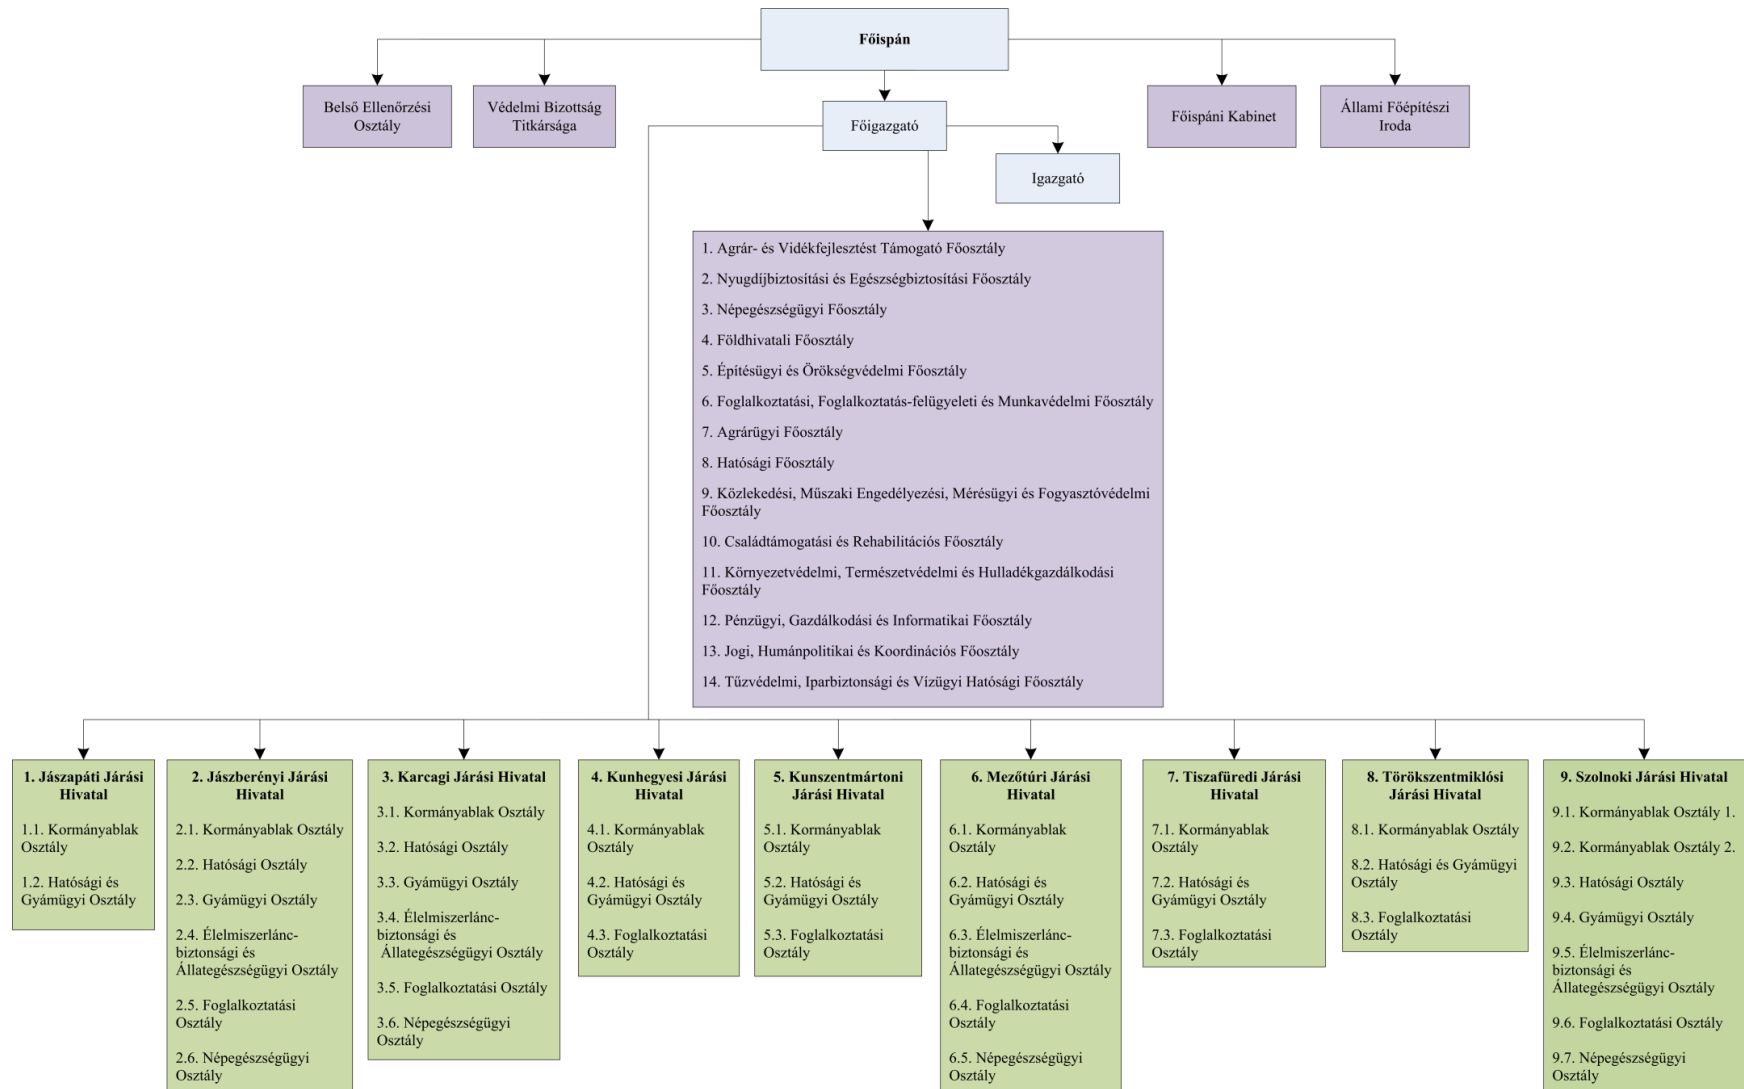 Főispán
Belső Ellenőrzési
Osztály
Védelmi Bizottság
Titkársága
Főispáni Kabinet
Állami Főépítészi
Iroda
Főigazgató
Igazgató
1. Agrár- és Vidékfejlesztést Támogató Főosztály
2. Nyugdíjbiztosítási és Egészségbiztosítási Főosztály
3. Népegészségügyi Főosztály
4. Földhivatali Főosztály
5. Építésügyi és Örökségvédelmi Főosztály
6. Foglalkoztatási, Foglalkoztatás-felügyeleti és Munkavédelmi Főosztály
7. Agrárügyi Főosztály
8. Hatósági Főosztály
9. Közlekedési, Műszaki Engedélyezési, Mérésügyi és Fogyasztóvédelmi
Főosztály
10. Családtámogatási és Rehabilitációs Főosztály
11. Környezetvédelmi, Természetvédelmi és Hulladékgazdálkodási
Főosztály
12. Pénzügyi, Gazdálkodási és Informatikai Főosztály
13. Jogi, Humánpolitikai és Koordinációs Főosztály
14. Tűzvédelmi, Iparbiztonsági és Vízügyi Hatósági Főosztály
1. Jászapáti Járási
Hivatal
1.1. Kormányablak
Osztály
1.2. Hatósági és
Gyámügyi Osztály
2. Jászberényi Járási
Hivatal
2.1. Kormányablak Osztály
2.2. Hatósági Osztály
2.3. Gyámügyi Osztály
2.4. Élelmiszerlánc-
biztonsági és
Állategészségügyi Osztály
2.5. Foglalkoztatási
Osztály
2.6. Népegészségügyi
Osztály
3. Karcagi Járási Hivatal
3.1. Kormányablak Osztály
3.2. Hatósági Osztály
3.3. Gyámügyi Osztály
3.4. Élelmiszerlánc-
biztonsági és
Állategészségügyi Osztály
3.5. Foglalkoztatási Osztály
3.6. Népegészségügyi
Osztály
4. Kunhegyesi Járási
Hivatal
4.1. Kormányablak
Osztály
4.2. Hatósági és
Gyámügyi Osztály
4.3. Foglalkoztatási
Osztály
5. Kunszentmártoni
Járási Hivatal
5.1. Kormányablak
Osztály
5.2. Hatósági és
Gyámügyi Osztály
5.3. Foglalkoztatási
Osztály
6. Mezőtúri Járási
Hivatal
6.1. Kormányablak
Osztály
6.2. Hatósági és
Gyámügyi Osztály
6.3. Élelmiszerlánc-
biztonsági és
Állategészségügyi Osztály
6.4. Foglalkoztatási
Osztály
6.5. Népegészségügyi
Osztály
7. Tiszafüredi Járási
Hivatal
7.1. Kormányablak
Osztály
7.2. Hatósági és
Gyámügyi Osztály
7.3. Foglalkoztatási
Osztály
8. Törökszentmiklósi
Járási Hivatal
8.1. Kormányablak Osztály
8.2. Hatósági és Gyámügyi
Osztály
8.3. Foglalkoztatási
Osztály
9. Szolnoki Járási Hivatal
9.1. Kormányablak Osztály 1.
9.2. Kormányablak Osztály 2.
9.3. Hatósági Osztály
9.4. Gyámügyi Osztály
9.5. Élelmiszerlánc-
biztonsági és
Állategészségügyi Osztály
9.6. Foglalkoztatási Osztály
9.7. Népegészségügyi
Osztály